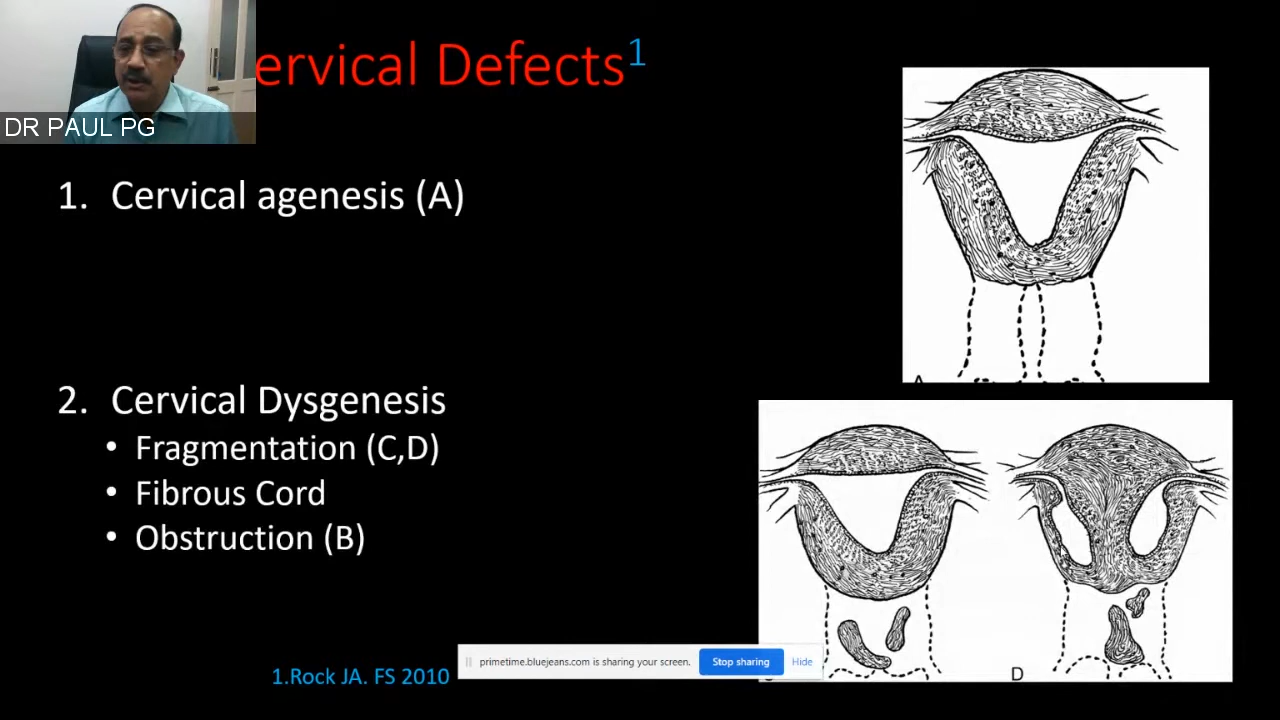 ervical Defects1
DR PAUL PG
1. Cervical agenesis (A)
2. Cervical Dysgenesis
• Fragmentation (C,D)
• Fibrous Cord
• Obstruction (B)
D
primetime.bluejeans.com is sharing your screen. Stop sharing Hide
1.Rock JA. FS 2010